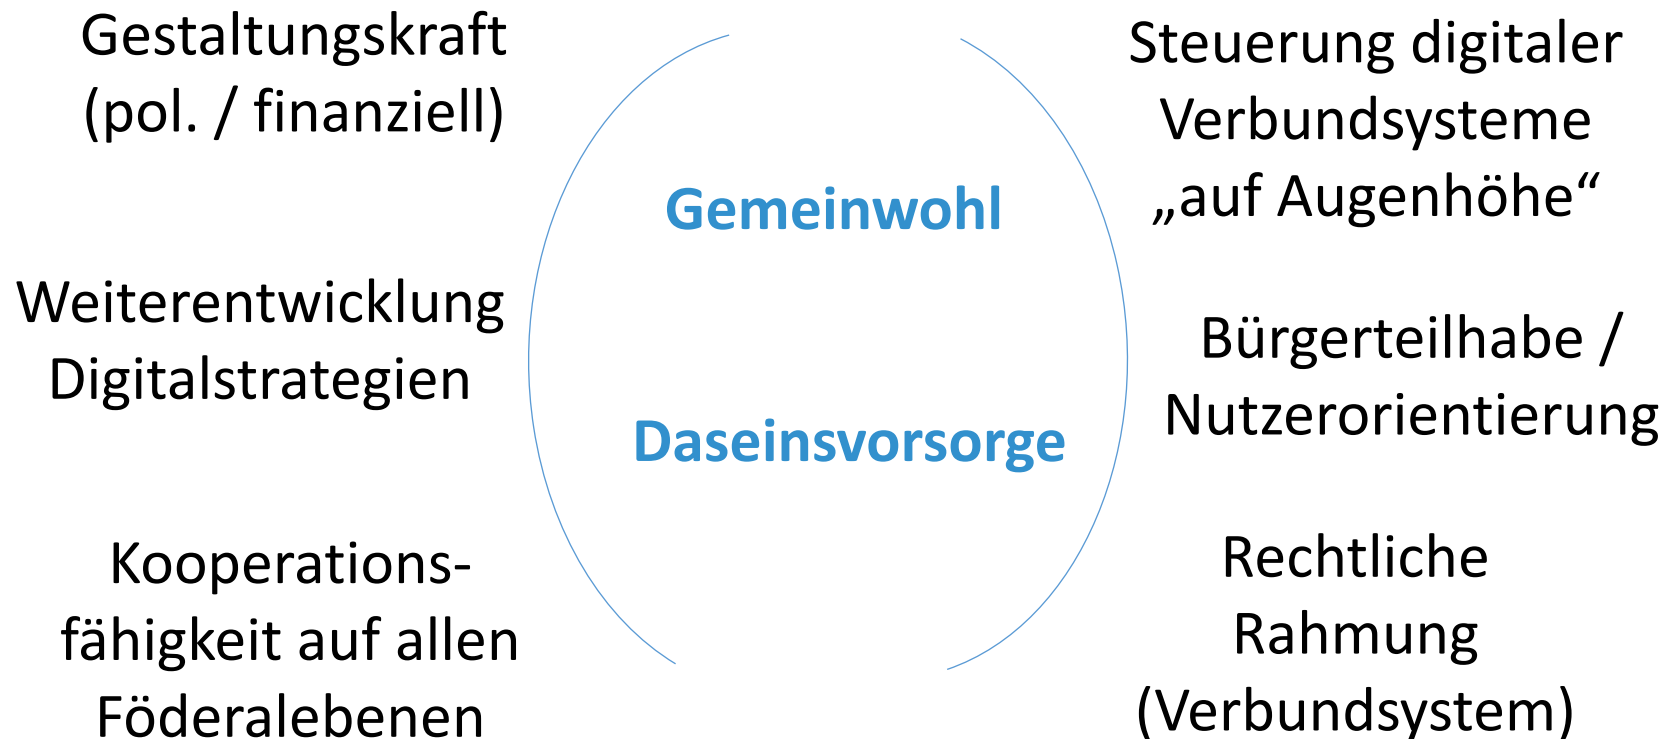 Gestaltungskraft
(pol. / finanziell)
Weiterentwicklung
Digitalstrategien
Kooperations-
fähigkeit auf allen
Föderalebenen
Gemeinwohl
Daseinsvorsorge
Steuerung digitaler
Verbundsysteme
„auf Augenhöhe“
Bürgerteilhabe /
Nutzerorientierung
Rechtliche
Rahmung
(Verbundsystem)